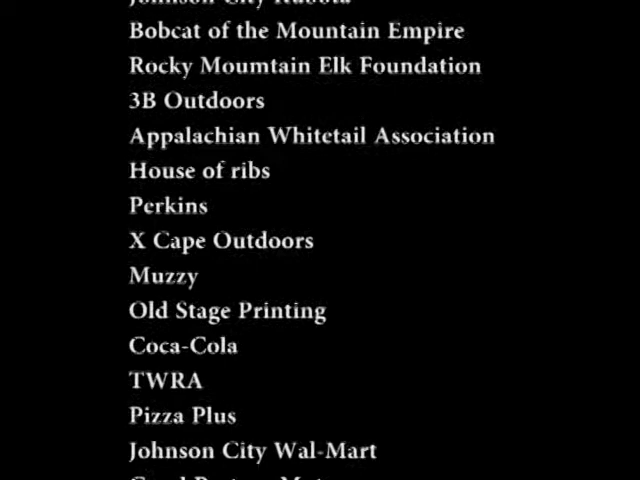 Johnson City Kubota
Bobcat of the Mountain Empire
Rocky Moumtain Elk Foundation
3B Outdoors
Appalachian Whitetail Association
House of ribs
Perkins
X Cape Outdoors
Muzzy
Old Stage Printing
Coca-Cola
TWRA
Pizza Plus
Johnson City Wal-Mart